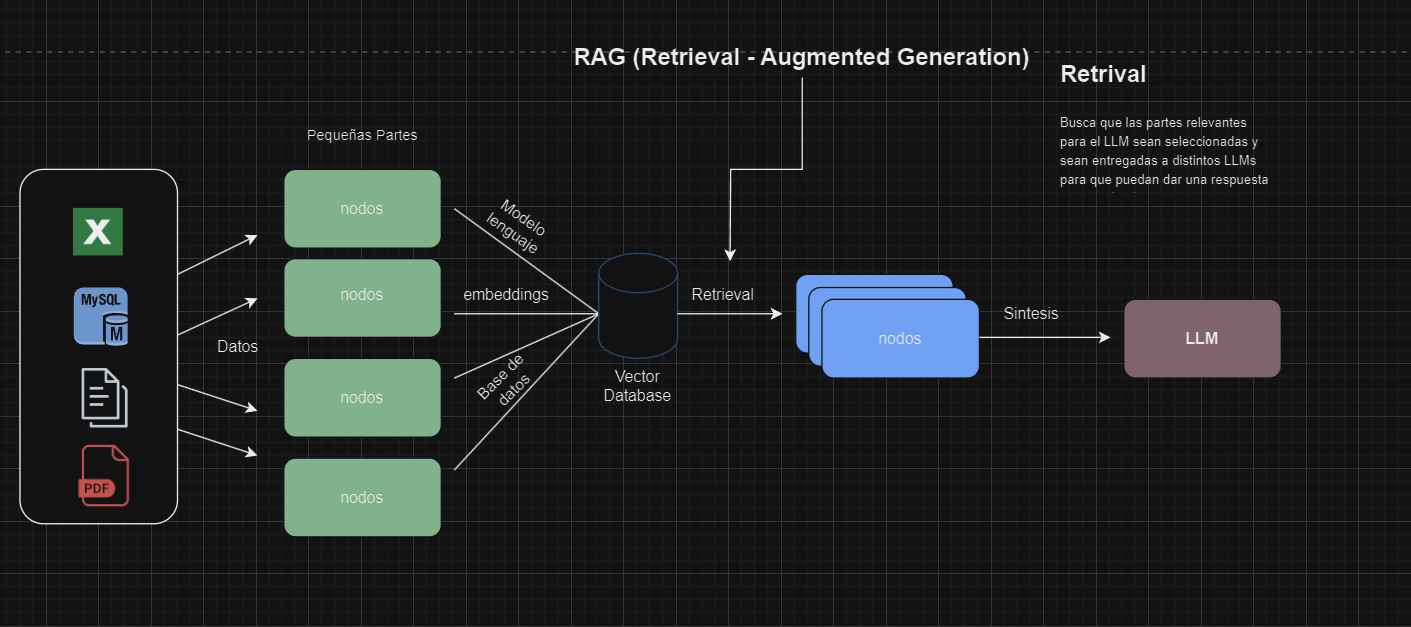 RAG (Retrieval - Augmented Generation)
Retrival
Busca que las partes relevantes
para el LLM sean seleccionadas y
sean entregadas a distintos LLMs
para que puedan dar una respuesta
Pequeñas Partes
X
MySQL
M
PDF
Datos
nodos
nodos
nodos
nodos
Modelo
lenguaje
embeddings
Base de
datos
Vector
Database
Retrieval
nodos
Sintesis
LLM